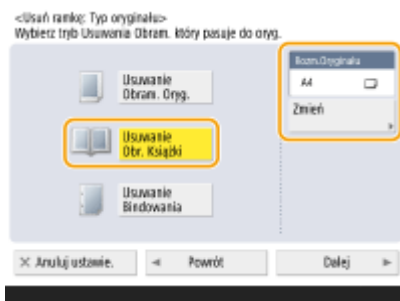 <Usuń ramkę: Typ oryginału>
Wybierz tryb Usuwania Obram. który pasuje do oryg.
Rozm.Oryginału
A4
Zmień
Usuwanie
Obram. Oryg.
Usuwanie
Obr. Książki
Usuwanie
Bindowania
× Anuluj ustawie.
◄ Powrót
Dalej ►